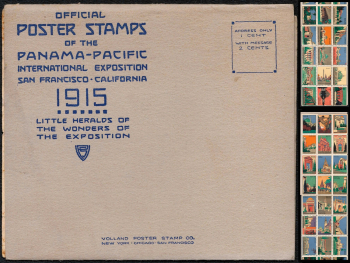 OFFICIAL
POSTER STAMPS
OF THE
PANAMA-PACIFIC
INTERNATIONAL EXPOSITION
SAN FRANCISCO · CALIFORNIA
1915
LITTLE HERALDS OF
THE WONDERS OF
THE EXPOSITION
ADDRESS ONLY
1 CENT
WITH MESSAGE
2 CENTS
VOLLAND POSTER STAMP CO.
NEW YORK · CHICAGO · SAN FRANCISCO